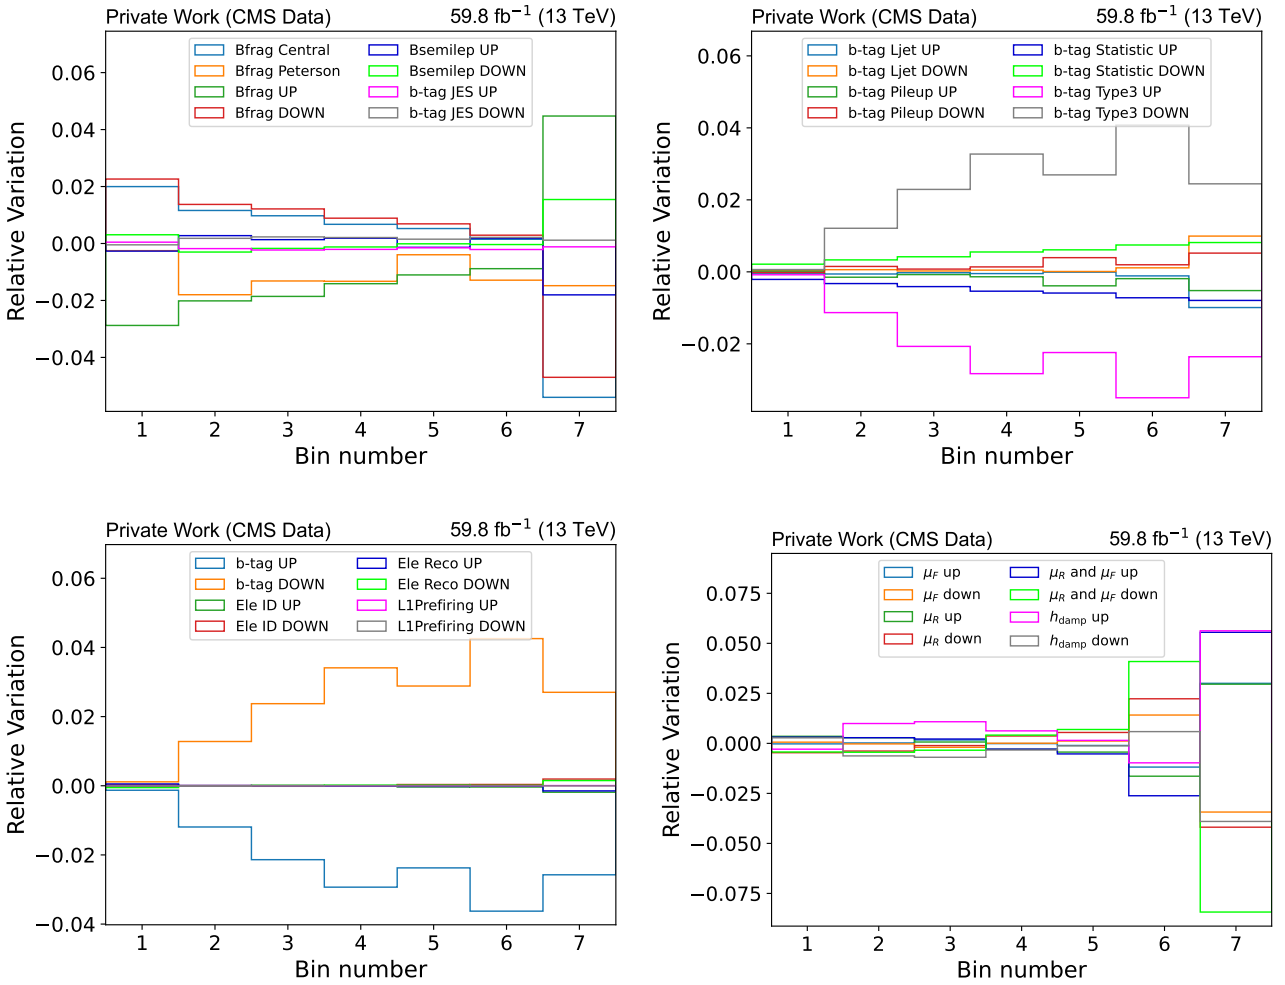 Private Work (CMS Data) 59.8 fb⁻¹ (13 TeV)
Bfrag Central
Bfrag Peterson
Bfrag UP
Bfrag DOWN
Bsemilep UP
Bsemilep DOWN
b-tag JES UP
b-tag JES DOWN
Relative Variation
0.06
0.04
0.02
0.00
−0.02
−0.04
1 2 3 4 5 6 7
Bin number
Private Work (CMS Data) 59.8 fb⁻¹ (13 TeV)
b-tag Ljet UP
b-tag Ljet DOWN
b-tag Pileup UP
b-tag Pileup DOWN
b-tag Statistic UP
b-tag Statistic DOWN
b-tag Type3 UP
b-tag Type3 DOWN
Relative Variation
0.06
0.04
0.02
0.00
−0.02
1 2 3 4 5 6 7
Bin number
Private Work (CMS Data) 59.8 fb⁻¹ (13 TeV)
b-tag UP
b-tag DOWN
Ele ID UP
Ele ID DOWN
Ele Reco UP
Ele Reco DOWN
L1Prefiring UP
L1Prefiring DOWN
Relative Variation
0.06
0.04
0.02
0.00
−0.02
−0.04
1 2 3 4 5 6 7
Bin number
Private Work (CMS Data) 59.8 fb⁻¹ (13 TeV)
μ_F up
μ_F down
μ_R up
μ_R down
μ_R and μ_F up
μ_R and μ_F down
h_damp up
h_damp down
Relative Variation
0.075
0.050
0.025
0.000
−0.025
−0.050
−0.075
1 2 3 4 5 6 7
Bin number